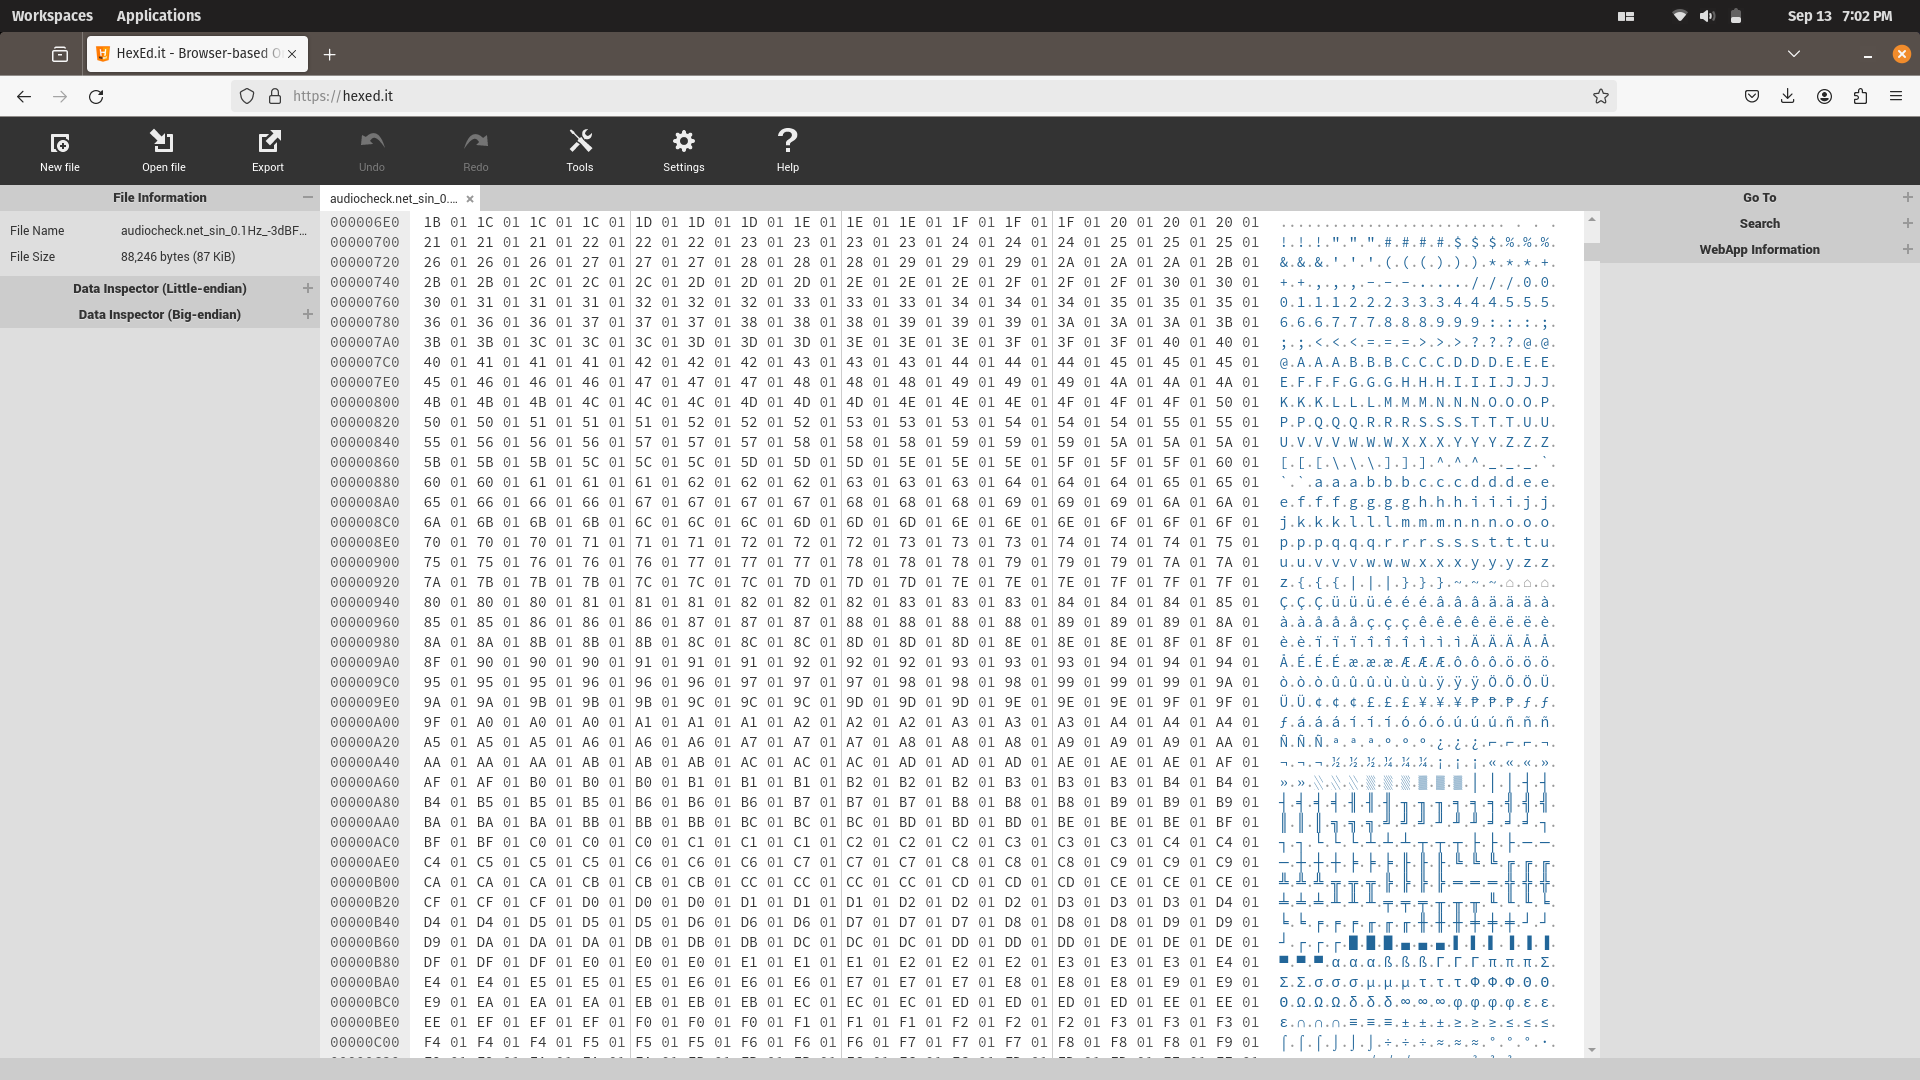 Workspaces Applications Sep 13 7:02 PM
HexEd.it - Browser-based O
https://hexed.it
New file Open file Export Undo Redo Tools Settings Help
File Information
File Name audiocheck.net_sin_0.1Hz_-3dBF...
File Size 88,246 bytes (87 KiB)
Data Inspector (Little-endian)
Data Inspector (Big-endian)
audiocheck.net_sin_0....
000006E0 1B 01 1C 01 1C 01 1C 01 1D 01 1D 01 1D 01 1E 01 1E 01 1E 01 1F 01 1F 01 1F 01 20 01 20 01 20 01 .......................... . . .
00000700 21 01 21 01 21 01 22 01 22 01 22 01 23 01 23 01 23 01 23 01 24 01 24 01 24 01 25 01 25 01 25 01 !.!.!.".".".#.#.#.#.$.$.$.%.%.%.
00000720 26 01 26 01 26 01 27 01 27 01 27 01 28 01 28 01 28 01 29 01 29 01 29 01 2A 01 2A 01 2A 01 2B 01 &.&.&.'.'.'.(.(.(.).).).*.*.*.+.
00000740 2B 01 2B 01 2C 01 2C 01 2C 01 2D 01 2D 01 2D 01 2E 01 2E 01 2E 01 2F 01 2F 01 2F 01 30 01 30 01 +.+.,.,.,.-.-.-......././././.0.0.
00000760 30 01 31 01 31 01 31 01 32 01 32 01 32 01 33 01 33 01 33 01 34 01 34 01 34 01 35 01 35 01 35 01 0.1.1.1.2.2.2.3.3.3.4.4.4.5.5.5.
00000780 36 01 36 01 36 01 37 01 37 01 37 01 38 01 38 01 38 01 39 01 39 01 39 01 3A 01 3A 01 3A 01 3B 01 6.6.6.7.7.7.8.8.8.9.9.9.:.:.:.;.
000007A0 3B 01 3B 01 3C 01 3C 01 3C 01 3D 01 3D 01 3D 01 3E 01 3E 01 3E 01 3F 01 3F 01 3F 01 40 01 40 01 ;.;.<.<.<.=.=.=.>.>.>.?.?.?.@.@.
000007C0 40 01 41 01 41 01 41 01 42 01 42 01 42 01 43 01 43 01 43 01 44 01 44 01 44 01 45 01 45 01 45 01 @.A.A.A.B.B.B.C.C.C.D.D.D.E.E.E.
000007E0 45 01 46 01 46 01 46 01 47 01 47 01 47 01 48 01 48 01 48 01 49 01 49 01 49 01 4A 01 4A 01 4A 01 E.F.F.F.G.G.G.H.H.H.I.I.I.J.J.J.
00000800 4B 01 4B 01 4B 01 4C 01 4C 01 4C 01 4D 01 4D 01 4D 01 4E 01 4E 01 4E 01 4F 01 4F 01 4F 01 50 01 K.K.K.L.L.L.M.M.M.N.N.N.O.O.O.P.
00000820 50 01 50 01 51 01 51 01 51 01 52 01 52 01 52 01 53 01 53 01 53 01 54 01 54 01 54 01 55 01 55 01 P.P.Q.Q.Q.R.R.R.S.S.S.T.T.T.U.U.
00000840 55 01 56 01 56 01 56 01 57 01 57 01 57 01 58 01 58 01 58 01 59 01 59 01 59 01 5A 01 5A 01 5A 01 U.V.V.V.W.W.W.X.X.X.Y.Y.Y.Z.Z.Z.
00000860 5B 01 5B 01 5B 01 5C 01 5C 01 5C 01 5D 01 5D 01 5D 01 5E 01 5E 01 5E 01 5F 01 5F 01 5F 01 60 01 [.[.[.\.\.\.].].].^.^.^._._._.`.
00000880 60 01 60 01 61 01 61 01 61 01 62 01 62 01 62 01 63 01 63 01 63 01 64 01 64 01 64 01 65 01 65 01 `.`.a.a.a.b.b.b.c.c.c.d.d.d.e.e.
000008A0 65 01 66 01 66 01 66 01 67 01 67 01 67 01 67 01 68 01 68 01 68 01 69 01 69 01 69 01 6A 01 6A 01 e.f.f.f.g.g.g.g.h.h.h.i.i.i.j.j.
000008C0 6A 01 6B 01 6B 01 6B 01 6C 01 6C 01 6C 01 6D 01 6D 01 6D 01 6E 01 6E 01 6E 01 6F 01 6F 01 6F 01 j.k.k.k.l.l.l.m.m.m.n.n.n.o.o.o.
000008E0 70 01 70 01 70 01 71 01 71 01 71 01 72 01 72 01 72 01 73 01 73 01 73 01 74 01 74 01 74 01 75 01 p.p.p.q.q.q.r.r.r.s.s.s.t.t.t.u.
00000900 75 01 75 01 76 01 76 01 76 01 77 01 77 01 77 01 78 01 78 01 78 01 79 01 79 01 79 01 7A 01 7A 01 u.u.v.v.v.w.w.w.x.x.x.y.y.y.z.z.
00000920 7A 01 7B 01 7B 01 7B 01 7C 01 7C 01 7C 01 7D 01 7D 01 7D 01 7E 01 7E 01 7E 01 7F 01 7F 01 7F 01 z.{.{.{.|.|.|.}.}.}.~.~.~.⌂.⌂.⌂.
00000940 80 01 80 01 80 01 81 01 81 01 81 01 82 01 82 01 82 01 83 01 83 01 83 01 84 01 84 01 84 01 85 01 Ç.Ç.Ç.ü.ü.ü.é.é.é.â.â.â.ä.ä.ä.à.
00000960 85 01 85 01 86 01 86 01 86 01 87 01 87 01 87 01 88 01 88 01 88 01 88 01 89 01 89 01 89 01 8A 01 à.à.å.å.å.ç.ç.ç.ê.ê.ê.ê.ë.ë.ë.è.
00000980 8A 01 8A 01 8B 01 8B 01 8B 01 8C 01 8C 01 8C 01 8D 01 8D 01 8D 01 8E 01 8E 01 8E 01 8F 01 8F 01 è.è.ï.ï.ï.î.î.î.ì.ì.ì.Ä.Ä.Ä.Å.Å.
000009A0 8F 01 90 01 90 01 90 01 91 01 91 01 91 01 92 01 92 01 92 01 93 01 93 01 93 01 94 01 94 01 94 01 Å.É.É.É.æ.æ.æ.Æ.Æ.Æ.ô.ô.ô.ö.ö.ö.
000009C0 95 01 95 01 95 01 96 01 96 01 96 01 97 01 97 01 97 01 98 01 98 01 98 01 99 01 99 01 99 01 9A 01 ò.ò.ò.û.û.û.ù.ù.ù.ÿ.ÿ.ÿ.Ö.Ö.Ö.Ü.
000009E0 9A 01 9A 01 9B 01 9B 01 9B 01 9C 01 9C 01 9C 01 9D 01 9D 01 9D 01 9E 01 9E 01 9E 01 9F 01 9F 01 Ü.Ü.¢.¢.¢.£.£.£.¥.¥.¥.₧.₧.₧.ƒ.ƒ.
00000A00 9F 01 A0 01 A0 01 A0 01 A1 01 A1 01 A1 01 A2 01 A2 01 A2 01 A3 01 A3 01 A3 01 A4 01 A4 01 A4 01 ƒ.á.á.á.í.í.í.ó.ó.ó.ú.ú.ú.ñ.ñ.ñ.
00000A20 A5 01 A5 01 A5 01 A6 01 A6 01 A6 01 A7 01 A7 01 A7 01 A8 01 A8 01 A8 01 A9 01 A9 01 A9 01 AA 01 Ñ.Ñ.Ñ.ª.ª.ª.º.º.º.¿.¿.¿.⌐.⌐.⌐.¬.
00000A40 AA 01 AA 01 AA 01 AB 01 AB 01 AB 01 AC 01 AC 01 AC 01 AD 01 AD 01 AD 01 AE 01 AE 01 AE 01 AF 01 ¬.¬.¬.½.½.½.¼.¼.¼.¡.¡.¡.«.«.«.».
00000A60 AF 01 AF 01 B0 01 B0 01 B0 01 B1 01 B1 01 B1 01 B2 01 B2 01 B2 01 B3 01 B3 01 B3 01 B4 01 B4 01 ».».░.░.░.▒.▒.▒.▓.▓.▓.│.│.│.┤.┤.
00000A80 B4 01 B5 01 B5 01 B5 01 B6 01 B6 01 B6 01 B7 01 B7 01 B7 01 B8 01 B8 01 B8 01 B9 01 B9 01 B9 01 ┤.╡.╡.╡.╢.╢.╢.╖.╖.╖.╕.╕.╕.╣.╣.╣.
00000AA0 BA 01 BA 01 BA 01 BB 01 BB 01 BB 01 BC 01 BC 01 BC 01 BD 01 BD 01 BD 01 BE 01 BE 01 BE 01 BF 01 ║.║.║.╗.╗.╗.╝.╝.╝.╜.╜.╜.╛.╛.╛.┐.
00000AC0 BF 01 BF 01 C0 01 C0 01 C0 01 C1 01 C1 01 C1 01 C2 01 C2 01 C2 01 C3 01 C3 01 C3 01 C4 01 C4 01 ┐.┐.└.└.└.┴.┴.┴.┬.┬.┬.├.├.├.─.─.
00000AE0 C4 01 C5 01 C5 01 C5 01 C6 01 C6 01 C6 01 C7 01 C7 01 C7 01 C8 01 C8 01 C8 01 C9 01 C9 01 C9 01 ─.┼.┼.┼.╞.╞.╞.╟.╟.╟.╚.╚.╚.╔.╔.╔.
00000B00 CA 01 CA 01 CA 01 CB 01 CB 01 CB 01 CC 01 CC 01 CC 01 CC 01 CD 01 CD 01 CD 01 CE 01 CE 01 CE 01 ╩.╩.╩.╦.╦.╦.╠.╠.╠.╠.═.═.═.╬.╬.╬.
00000B20 CF 01 CF 01 CF 01 D0 01 D0 01 D0 01 D1 01 D1 01 D1 01 D2 01 D2 01 D2 01 D3 01 D3 01 D3 01 D4 01 ╧.╧.╧.╨.╨.╨.╤.╤.╤.╥.╥.╥.╙.╙.╙.╘.
00000B40 D4 01 D4 01 D5 01 D5 01 D5 01 D6 01 D6 01 D6 01 D7 01 D7 01 D7 01 D8 01 D8 01 D8 01 D9 01 D9 01 ╘.╘.╒.╒.╒.╓.╓.╓.╫.╫.╫.╪.╪.╪.┘.┘.
00000B60 D9 01 DA 01 DA 01 DA 01 DB 01 DB 01 DB 01 DC 01 DC 01 DC 01 DD 01 DD 01 DD 01 DE 01 DE 01 DE 01 ┘.┌.┌.┌.█.█.█.▄.▄.▄.▌.▌.▌.▐.▐.▐.
00000B80 DF 01 DF 01 DF 01 E0 01 E0 01 E0 01 E1 01 E1 01 E1 01 E2 01 E2 01 E2 01 E3 01 E3 01 E3 01 E4 01 ▀.▀.▀.α.α.α.ß.ß.ß.Γ.Γ.Γ.π.π.π.Σ.
00000BA0 E4 01 E4 01 E5 01 E5 01 E5 01 E6 01 E6 01 E6 01 E7 01 E7 01 E7 01 E8 01 E8 01 E8 01 E9 01 E9 01 Σ.Σ.σ.σ.σ.µ.µ.µ.τ.τ.τ.Φ.Φ.Φ.Θ.Θ.
00000BC0 E9 01 EA 01 EA 01 EA 01 EB 01 EB 01 EB 01 EC 01 EC 01 EC 01 ED 01 ED 01 ED 01 ED 01 EE 01 EE 01 Θ.Ω.Ω.Ω.δ.δ.δ.∞.∞.∞.φ.φ.φ.φ.ε.ε.
00000BE0 EE 01 EF 01 EF 01 EF 01 F0 01 F0 01 F0 01 F1 01 F1 01 F1 01 F2 01 F2 01 F2 01 F3 01 F3 01 F3 01 ε.∩.∩.∩.≡.≡.≡.±.±.±.≥.≥.≥.≤.≤.≤.
00000C00 F4 01 F4 01 F4 01 F5 01 F5 01 F5 01 F6 01 F6 01 F6 01 F7 01 F7 01 F7 01 F8 01 F8 01 F8 01 F9 01 ⌠.⌠.⌠.⌡.⌡.⌡.÷.÷.÷.≈.≈.≈.°.°.°.∙.
Go To
Search
WebApp Information